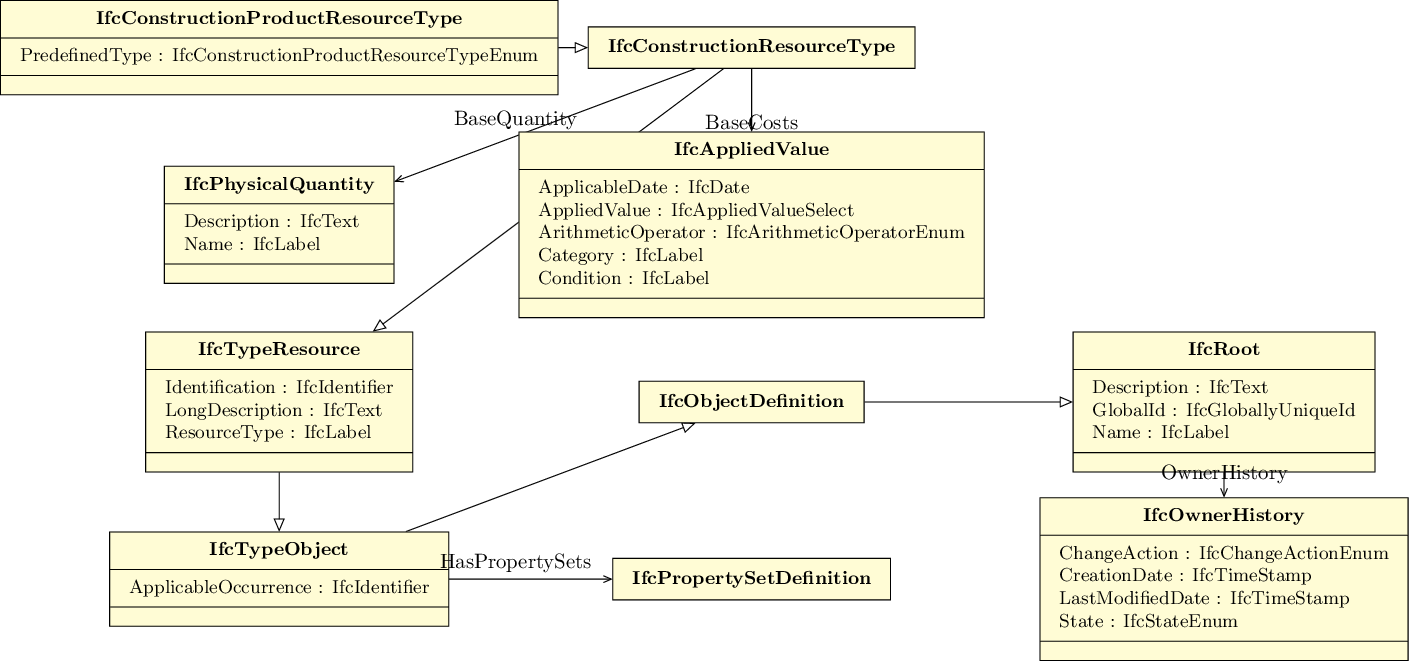 IfcConstructionProductResourceType
PredefinedType : IfcConstructionProductResourceTypeEnum
IfcConstructionResourceType
BaseQuantity
BaseCosts
IfcAppliedValue
ApplicableDate : IfcDate
AppliedValue : IfcAppliedValueSelect
ArithmeticOperator : IfcArithmeticOperatorEnum
Category : IfcLabel
Condition : IfcLabel
IfcPhysicalQuantity
Description : IfcText
Name : IfcLabel
IfcTypeResource
Identification : IfcIdentifier
LongDescription : IfcText
ResourceType : IfcLabel
IfcObjectDefinition
IfcRoot
Description : IfcText
GlobalId : IfcGloballyUniqueId
Name : IfcLabel
OwnerHistory
IfcTypeObject
ApplicableOccurrence : IfcIdentifier
HasPropertySets
IfcPropertySetDefinition
IfcOwnerHistory
ChangeAction : IfcChangeActionEnum
CreationDate : IfcTimeStamp
LastModifiedDate : IfcTimeStamp
State : IfcStateEnum